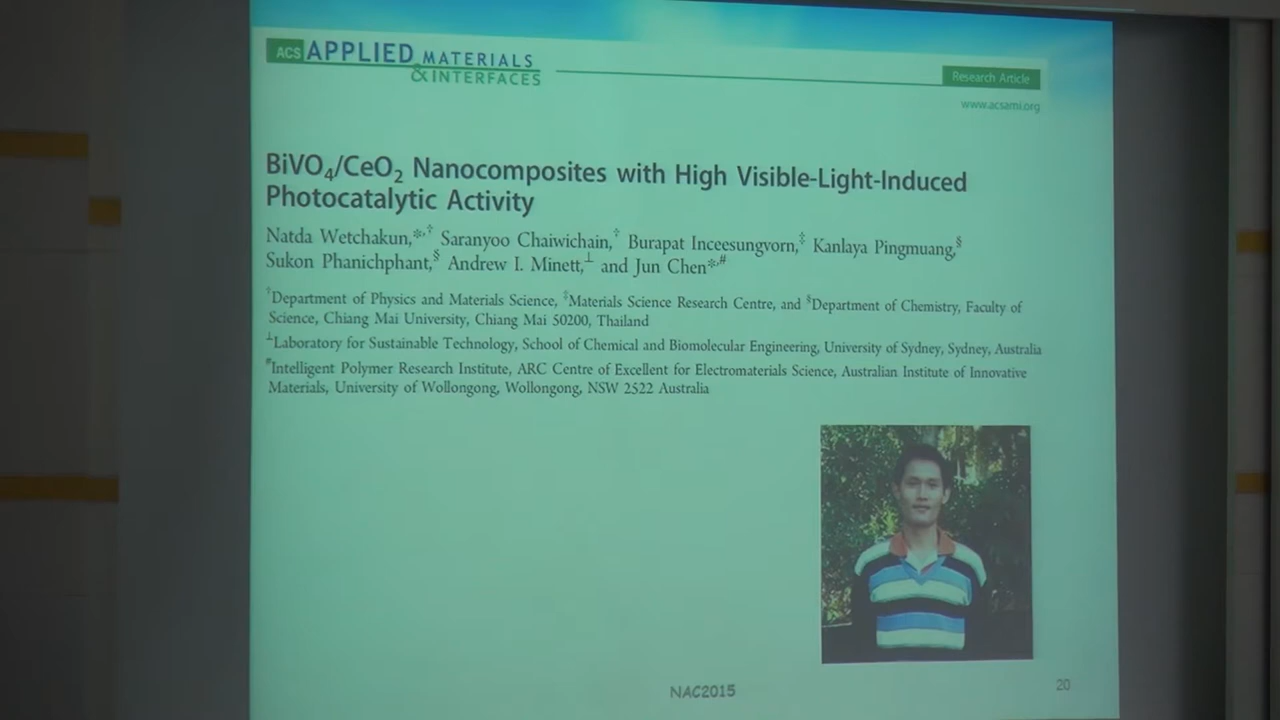 ACS APPLIED MATERIALS
& INTERFACES
Research Article
www.acsami.org
BiVO4/CeO2 Nanocomposites with High Visible-Light-Induced
Photocatalytic Activity
Natda Wetchakun,*,† Saranyoo Chaiwichain,† Burapat Inceesungvorn,‡ Kanlaya Pingmuang,§
Sukon Phanichphant,§ Andrew I. Minett,⊥ and Jun Chen*,#
†Department of Physics and Materials Science, ‡Materials Science Research Centre, and §Department of Chemistry, Faculty of
Science, Chiang Mai University, Chiang Mai 50200, Thailand
⊥Laboratory for Sustainable Technology, School of Chemical and Biomolecular Engineering, University of Sydney, Sydney, Australia
#Intelligent Polymer Research Institute, ARC Centre of Excellent for Electromaterials Science, Australian Institute of Innovative
Materials, University of Wollongong, Wollongong, NSW 2522 Australia
NAC2015
20